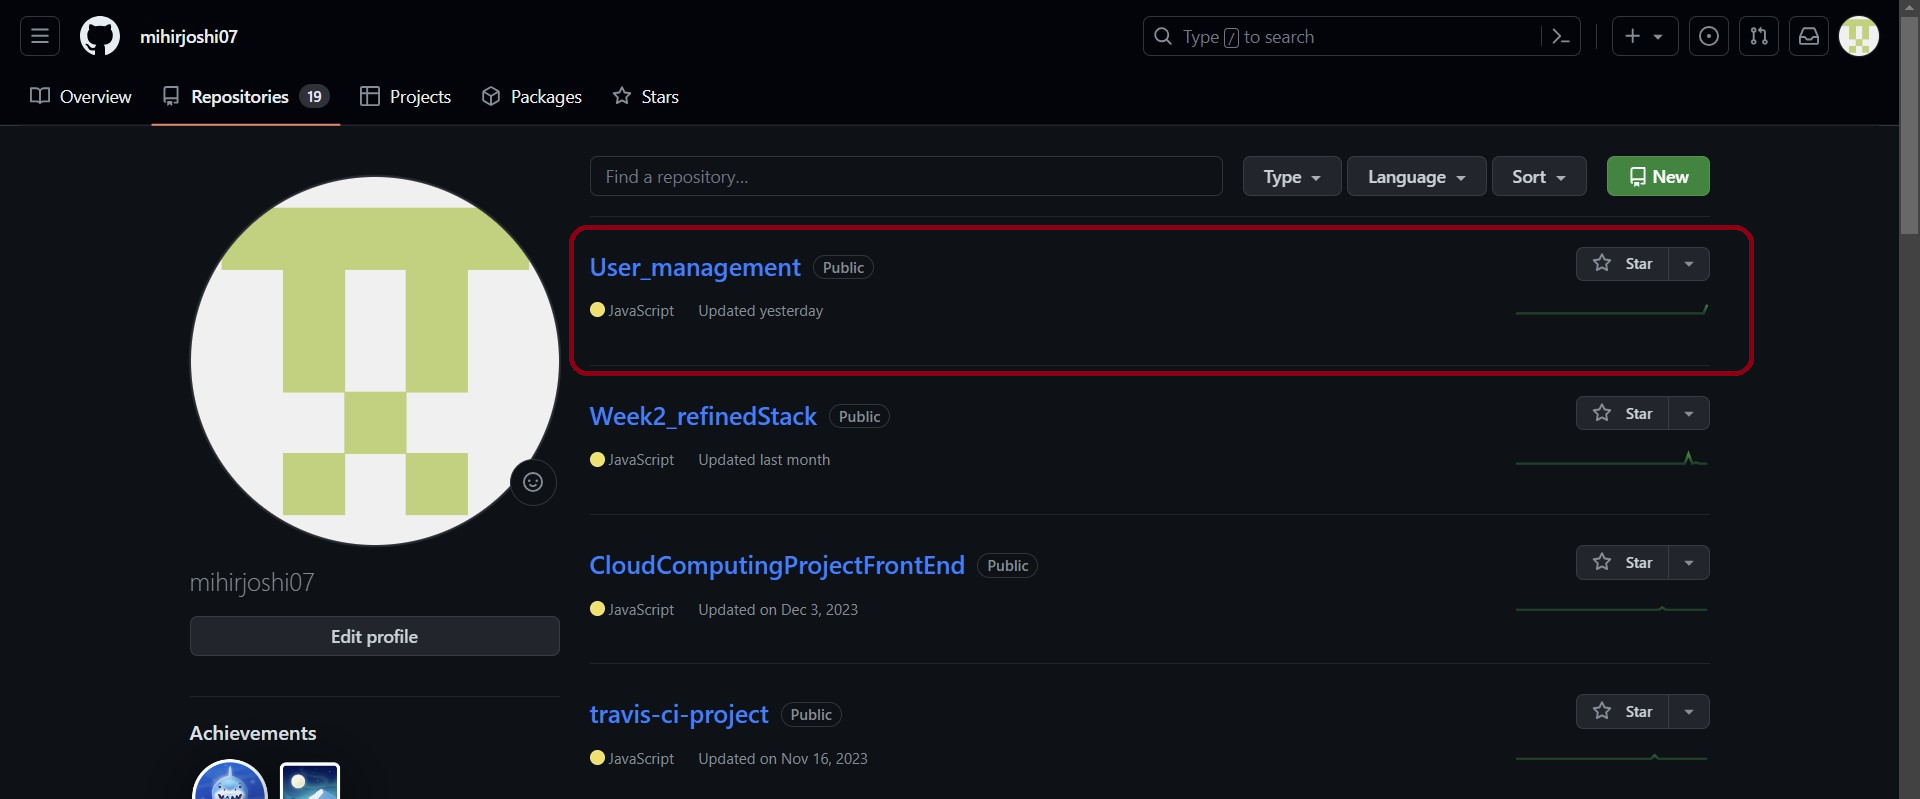 mihirjoshi07
Type / to search
Overview
Repositories 19
Projects
Packages
Stars
Find a repository...
Type
Language
Sort
New
User_management Public
Star
JavaScript Updated yesterday
Week2_refinedStack Public
Star
JavaScript Updated last month
CloudComputingProjectFrontEnd Public
Star
JavaScript Updated on Dec 3, 2023
travis-ci-project Public
Star
JavaScript Updated on Nov 16, 2023
mihirjoshi07
Edit profile
Achievements